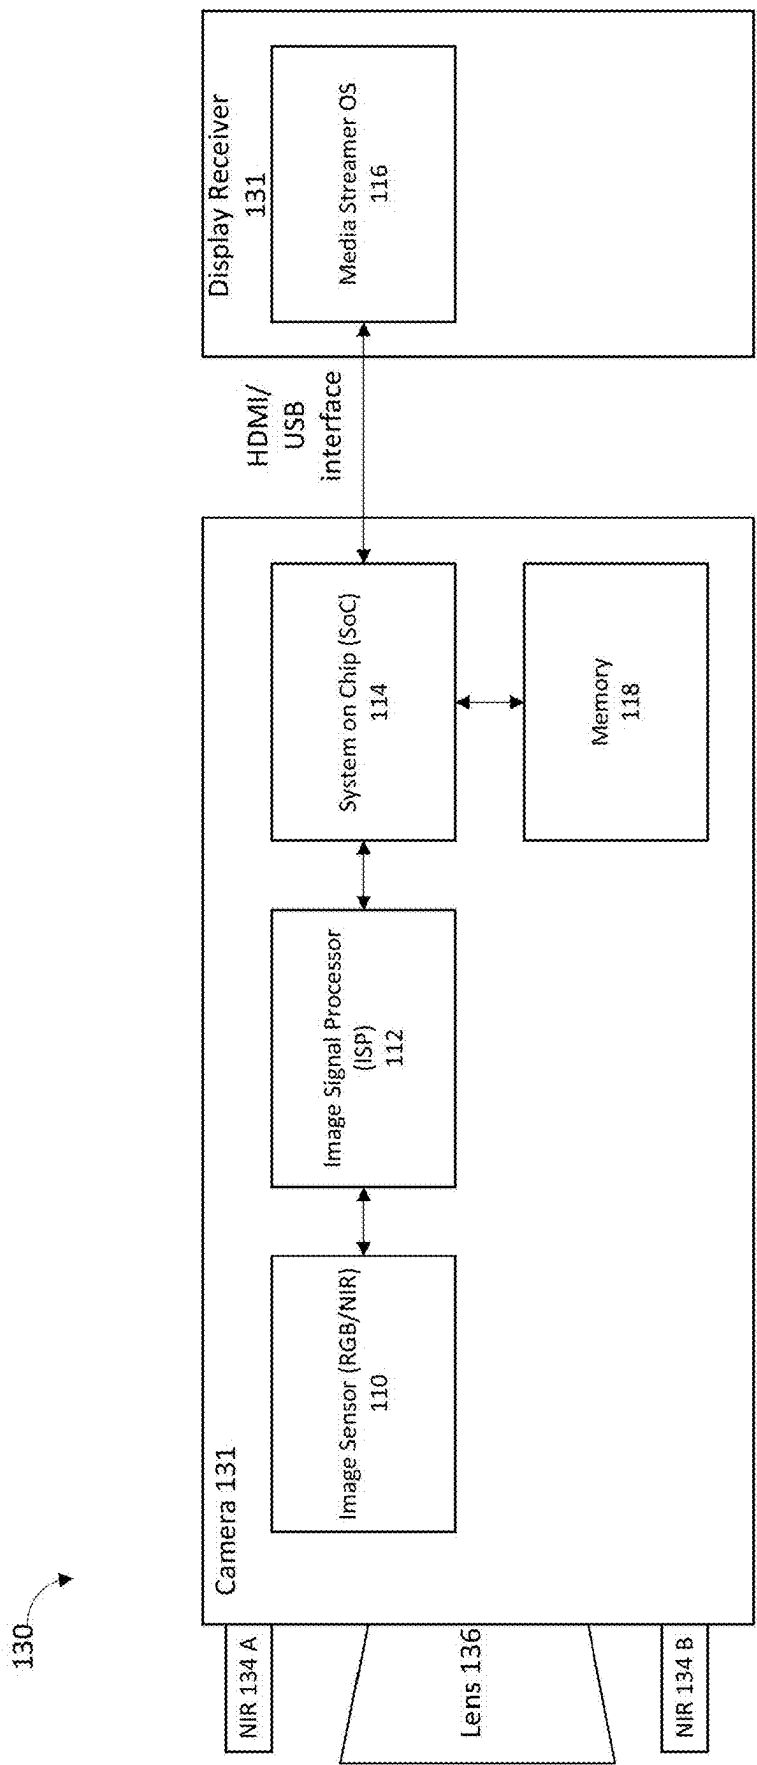 130
Camera 131
NIR 134 A
Lens 136
NIR 134 B
Image Sensor (RGB/NIR)
110
Image Signal Processor
(ISP)
112
System on Chip (SoC)
114
Memory
118
HDMI/
USB
interface
Display Receiver
131
Media Streamer OS
116